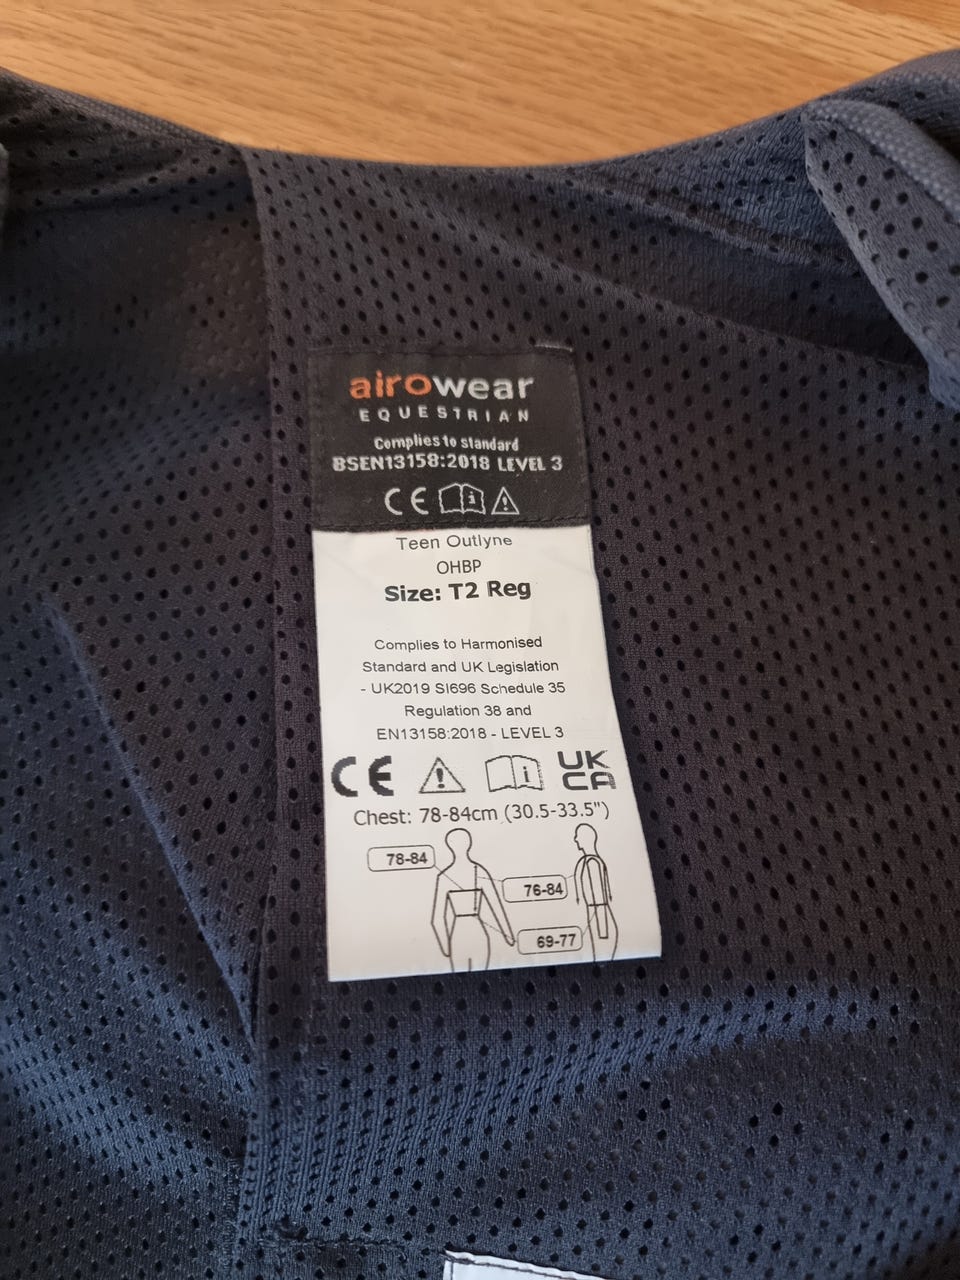 airowear
EQUESTRIAN
Complies to standard
BSEN13158:2018 LEVEL 3
CE i !
Teen Outlyne
OHBP
Size: T2 Reg
Complies to Harmonised
Standard and UK Legislation
- UK2019 SI696 Schedule 35
Regulation 38 and
EN13158:2018 - LEVEL 3
CE ! i UK
CA
Chest: 78-84cm (30.5-33.5")
78-84
76-84
69-77